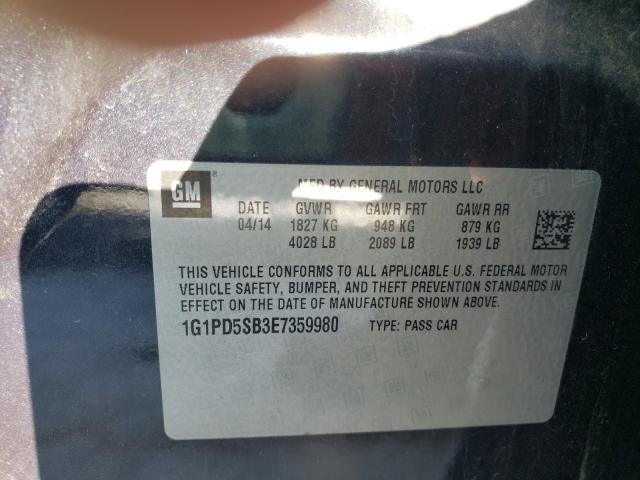 GM ® MFD BY GENERAL MOTORS LLC
DATE GVWR GAWR FRT GAWR RR
04/14 1827 KG 948 KG 879 KG
4028 LB 2089 LB 1939 LB
THIS VEHICLE CONFORMS TO ALL APPLICABLE U.S. FEDERAL MOTOR
VEHICLE SAFETY, BUMPER, AND THEFT PREVENTION STANDARDS IN
EFFECT ON THE DATE OF MANUFACTURE SHOWN ABOVE.
1G1PD5SB3E7359980 TYPE: PASS CAR